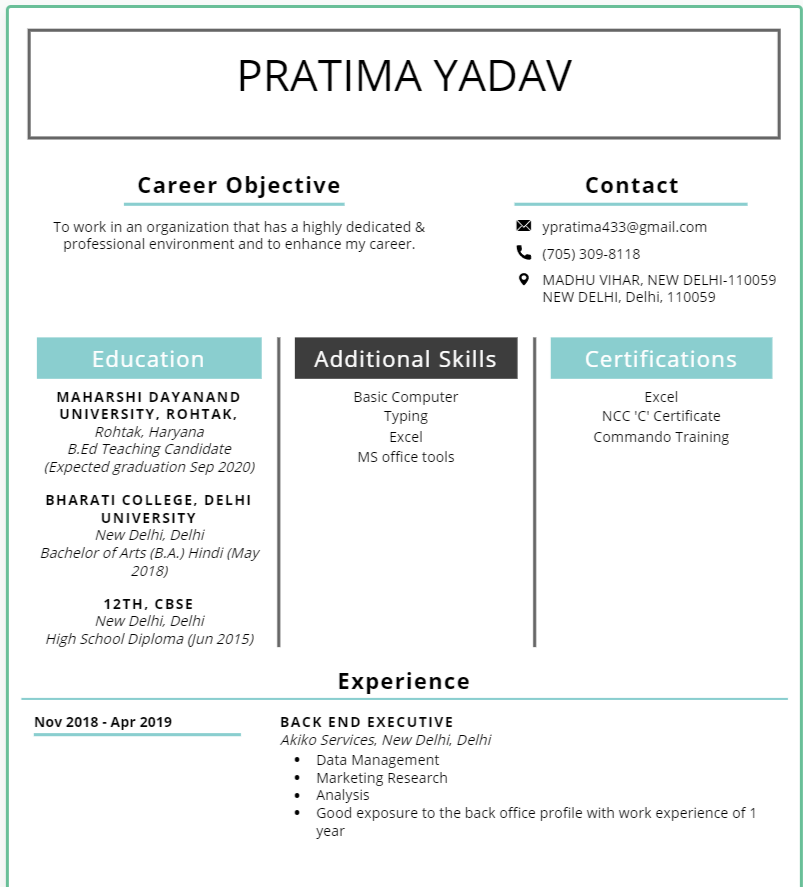 PRATIMA YADAV
Career Objective
To work in an organization that has a highly dedicated &
professional environment and to enhance my career.
Contact
ypratima433@gmail.com
(705) 309-8118
MADHU VIHAR, NEW DELHI-110059
NEW DELHI, Delhi, 110059
Education
MAHARSHI DAYANAND
UNIVERSITY, ROHTAK,
Rohtak, Haryana
B.Ed Teaching Candidate
(Expected graduation Sep 2020)
BHARATI COLLEGE, DELHI
UNIVERSITY
New Delhi, Delhi
Bachelor of Arts (B.A.) Hindi (May
2018)
12TH, CBSE
New Delhi, Delhi
High School Diploma (Jun 2015)
Additional Skills
Basic Computer
Typing
Excel
MS office tools
Certifications
Excel
NCC 'C' Certificate
Commando Training
Experience
Nov 2018 - Apr 2019
BACK END EXECUTIVE
Akiko Services, New Delhi, Delhi
• Data Management
• Marketing Research
• Analysis
• Good exposure to the back office profile with work experience of 1
year